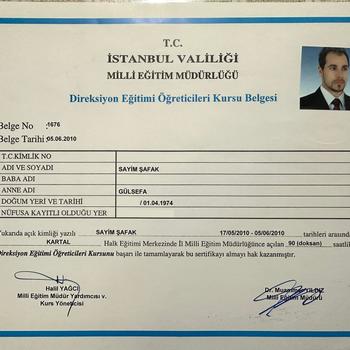 T.C.
İSTANBUL VALİLİĞİ
MİLLİ EĞİTİM MÜDÜRLÜĞÜ
Direksiyon Eğitimi Öğreticileri Kursu Belgesi
Belge No :1676
Belge Tarihi :05.06.2010
T.C.KİMLİK NO
ADI VE SOYADI SAYİM ŞAFAK
BABA ADI
ANNE ADI GÜLSEFA
DOĞUM YERİ VE TARİHİ / 01.04.1974
NÜFUSA KAYITLI OLDUĞU YER
Yukarıda açık kimliği yazılı SAYİM ŞAFAK 17/05/2010 - 05/06/2010 tarihleri arasında
KARTAL Halk Eğitimi Merkezinde İl Milli Eğitim Müdürlüğünce açılan 90 (doksan) saatlik
Direksiyon Eğitimi Öğreticileri Kursunu başarı ile tamamlayarak bu sertifikayı almayı hak kazanmıştır.
Halil YAĞCI
Milli Eğitim Müdür Yardımcısı v.
Kurs Yöneticisi
Dr. Muammer YILDIZ
Milli Eğitim Müdürü